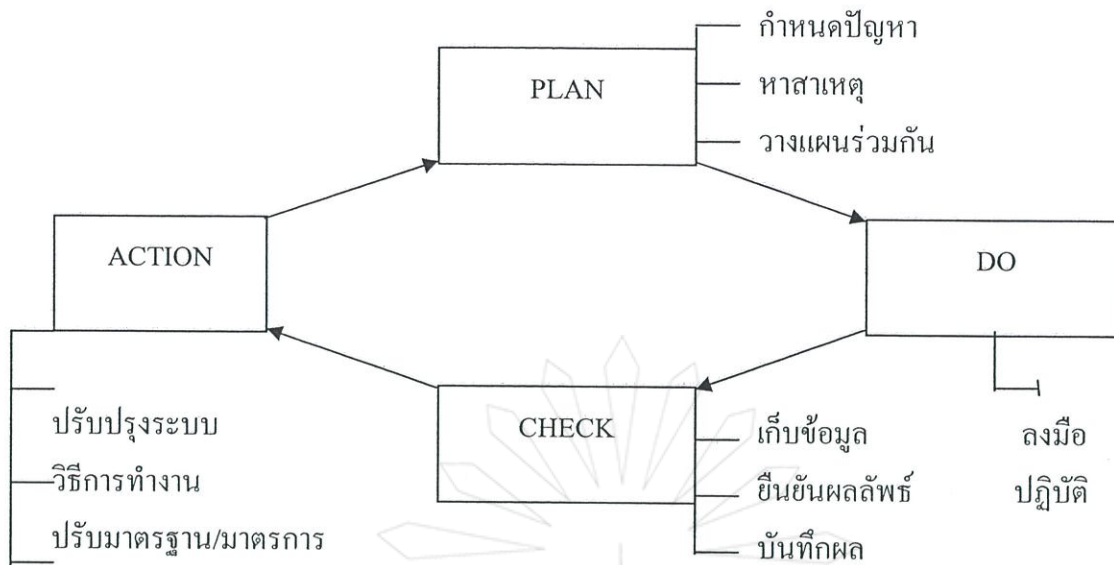 PLAN
กำหนดปัญหา
หาสาเหตุ
วางแผนร่วมกัน
DO
ลงมือ
ปฏิบัติ
CHECK
เก็บข้อมูล
ยืนยันผลลัพธ์
บันทึกผล
ACTION
ปรับปรุงระบบ
วิธีการทำงาน
ปรับมาตรฐาน/มาตรการ